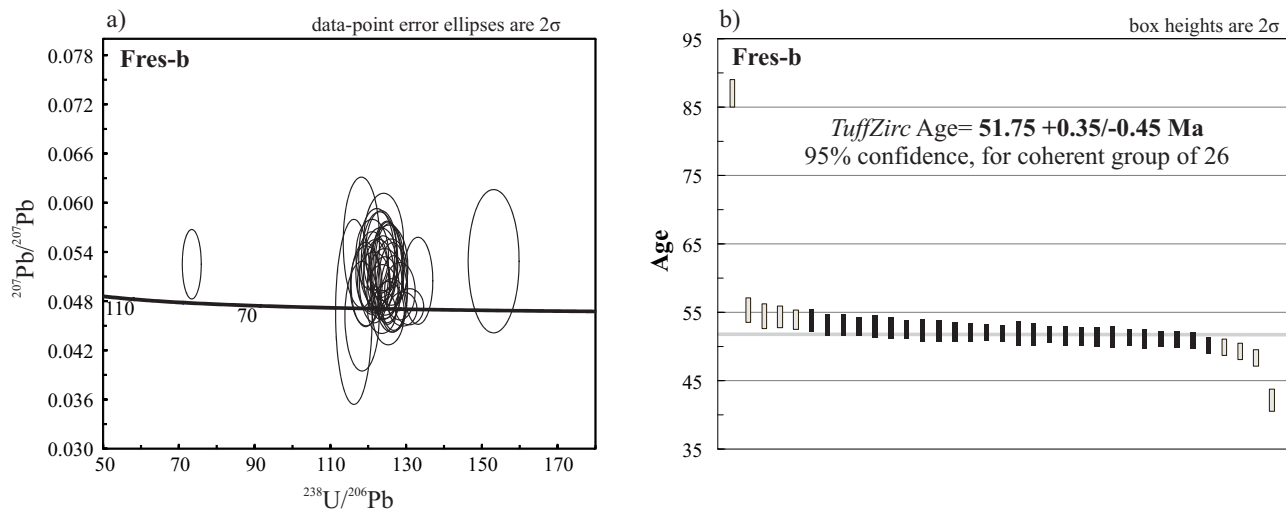 a)
data-point error ellipses are 2σ
Fres-b
0.078
0.072
0.066
0.060
0.054
0.048
0.042
0.036
0.030
²⁰⁷Pb/²⁰⁷Pb
110
70
50 70 90 110 130 150 170
²³⁸U/²⁰⁶Pb
b)
box heights are 2σ
Fres-b
95
85
75
65
55
45
35
Age
TuffZirc Age= 51.75 +0.35/-0.45 Ma
95% confidence, for coherent group of 26